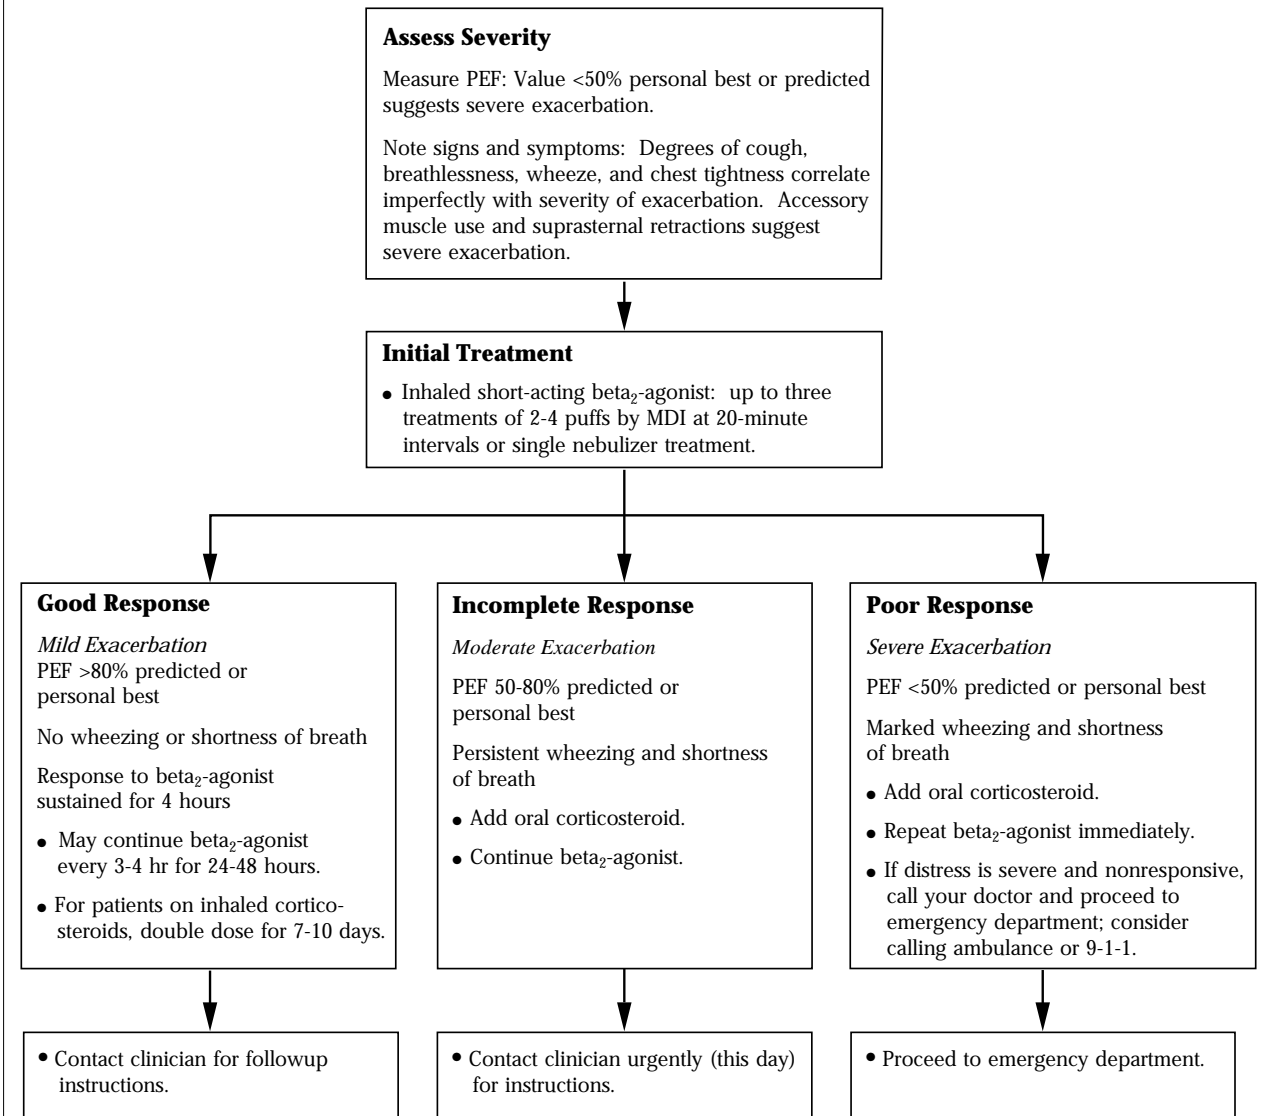 Assess Severity
Measure PEF: Value <50% personal best or predicted
suggests severe exacerbation.
Note signs and symptoms: Degrees of cough,
breathlessness, wheeze, and chest tightness correlate
imperfectly with severity of exacerbation. Accessory
muscle use and suprasternal retractions suggest
severe exacerbation.
Initial Treatment
• Inhaled short-acting beta₂-agonist: up to three
treatments of 2-4 puffs by MDI at 20-minute
intervals or single nebulizer treatment.
Good Response
Mild Exacerbation
PEF >80% predicted or
personal best
No wheezing or shortness of breath
Response to beta₂-agonist
sustained for 4 hours
• May continue beta₂-agonist
every 3-4 hr for 24-48 hours.
• For patients on inhaled cortico-
steroids, double dose for 7-10 days.
Incomplete Response
Moderate Exacerbation
PEF 50-80% predicted or
personal best
Persistent wheezing and shortness
of breath
• Add oral corticosteroid.
• Continue beta₂-agonist.
Poor Response
Severe Exacerbation
PEF <50% predicted or personal best
Marked wheezing and shortness
of breath
• Add oral corticosteroid.
• Repeat beta₂-agonist immediately.
• If distress is severe and nonresponsive,
call your doctor and proceed to
emergency department; consider
calling ambulance or 9-1-1.
• Contact clinician for followup
instructions.
• Contact clinician urgently (this day)
for instructions.
• Proceed to emergency department.